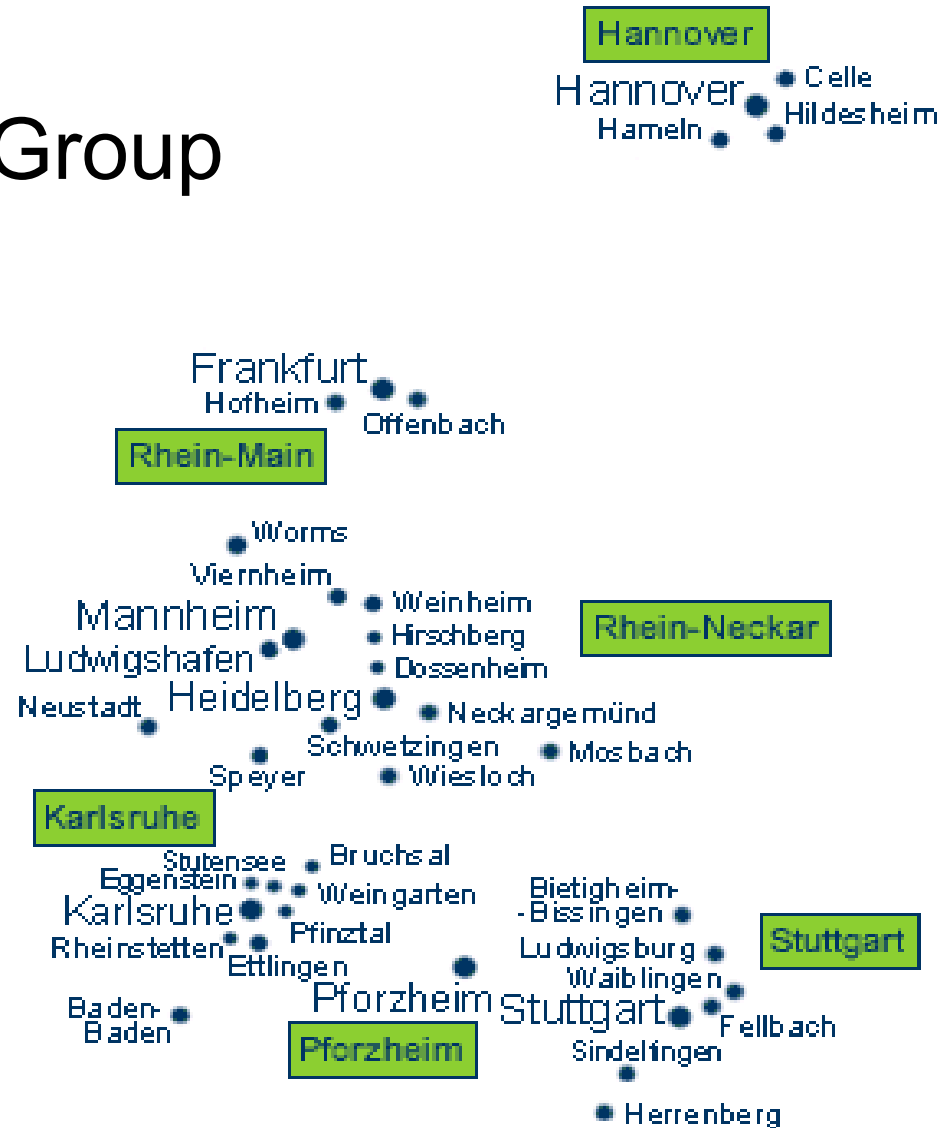 Hannover
Celle
Hannover
Hildesheim
Hameln
Group
Frankfurt
Hofheim
Offenbach
Rhein-Main
Worms
Viernheim
Weinheim
Mannheim
Rhein-Neckar
Hirschberg
Ludwigshafen
Dossenheim
Heidelberg
Neustadt
Neckargemünd
Schwetzingen
Mosbach
Speyer
Wiesloch
Karlsruhe
Stutensee
Bruchsal
Eggenstein
Weingarten
Bietigheim-
-Bissingen
Karlsruhe
Pfinztal
Stuttgart
Rheinstetten
Ludwigsburg
Ettlingen
Waiblingen
Pforzheim
Stuttgart
Baden-
Baden
Fellbach
Pforzheim
Sindelfingen
Herrenberg